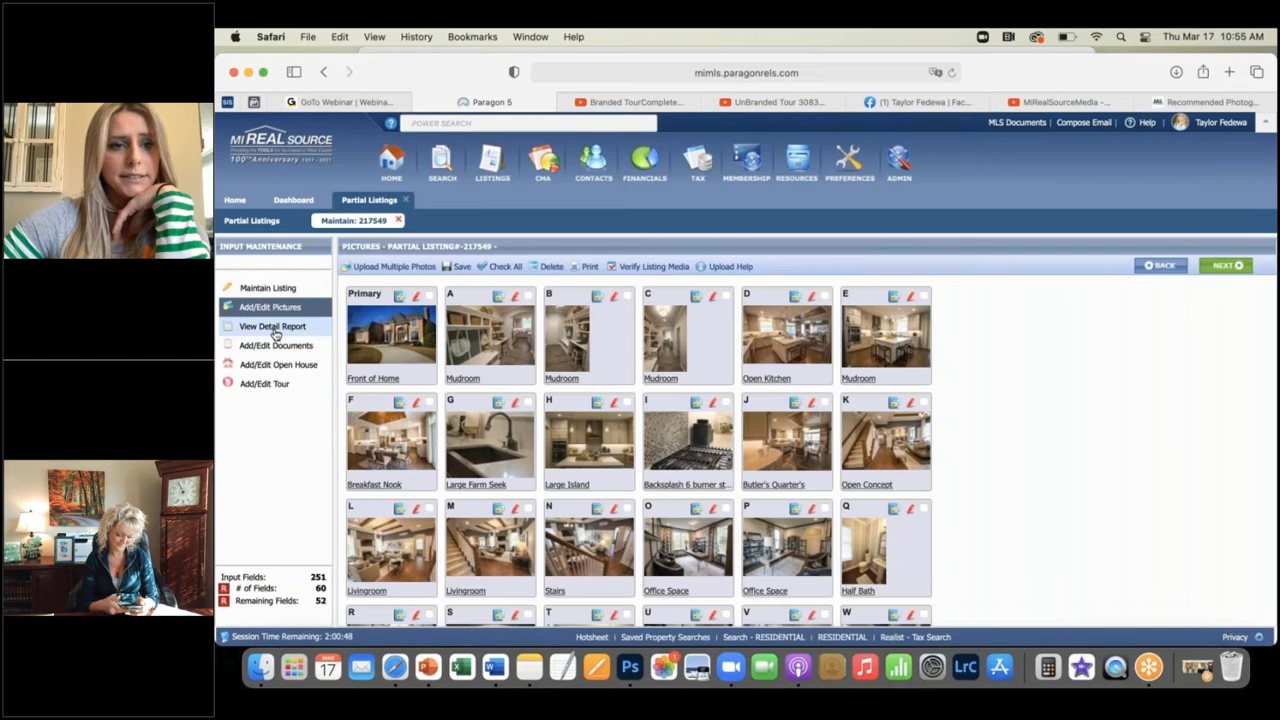 Safari File Edit View History Bookmarks Window Help Thu Mar 17 10:55 AM
mimls.paragonrels.com
SIS GoTo Webinar | Webina... Paragon 5 Branded TourComplete... UnBranded Tour 3083... (1) Taylor Fedewa | Fac... MIRealSourceMedia -... Recommended Photog...
MI REAL SOURCE
100th Anniversary 1921 - 2021
POWER SEARCH
MLS Documents Compose Email Help Taylor Fedewa
HOME SEARCH LISTINGS CMA CONTACTS FINANCIALS TAX MEMBERSHIP RESOURCES PREFERENCES ADMIN
Home Dashboard Partial Listings
Partial Listings Maintain: 217549
INPUT MAINTENANCE
PICTURES - PARTIAL LISTING#-217549 -
Upload Multiple Photos Save Check All Delete Print Verify Listing Media Upload Help BACK NEXT
Maintain Listing
Add/Edit Pictures
View Detail Report
Add/Edit Documents
Add/Edit Open House
Add/Edit Tour
Primary A B C D E
Front of Home Mudroom Mudroom Mudroom Open Kitchen Mudroom
F G H I J K
Breakfast Nook Large Farm Seek Large Island Backsplash 6 burner st... Butler's Quarter's Open Concept
L M N O P Q
Livingroom Livingroom Stairs Office Space Office Space Half Bath
R S T U V W
Input Fields: 251
R # of Fields: 60
R Remaining Fields: 52
Session Time Remaining: 2:00:48
Hotsheet Saved Property Searches Search - RESIDENTIAL RESIDENTIAL Realist - Tax Search Privacy
MAR
17
Ps
LrC